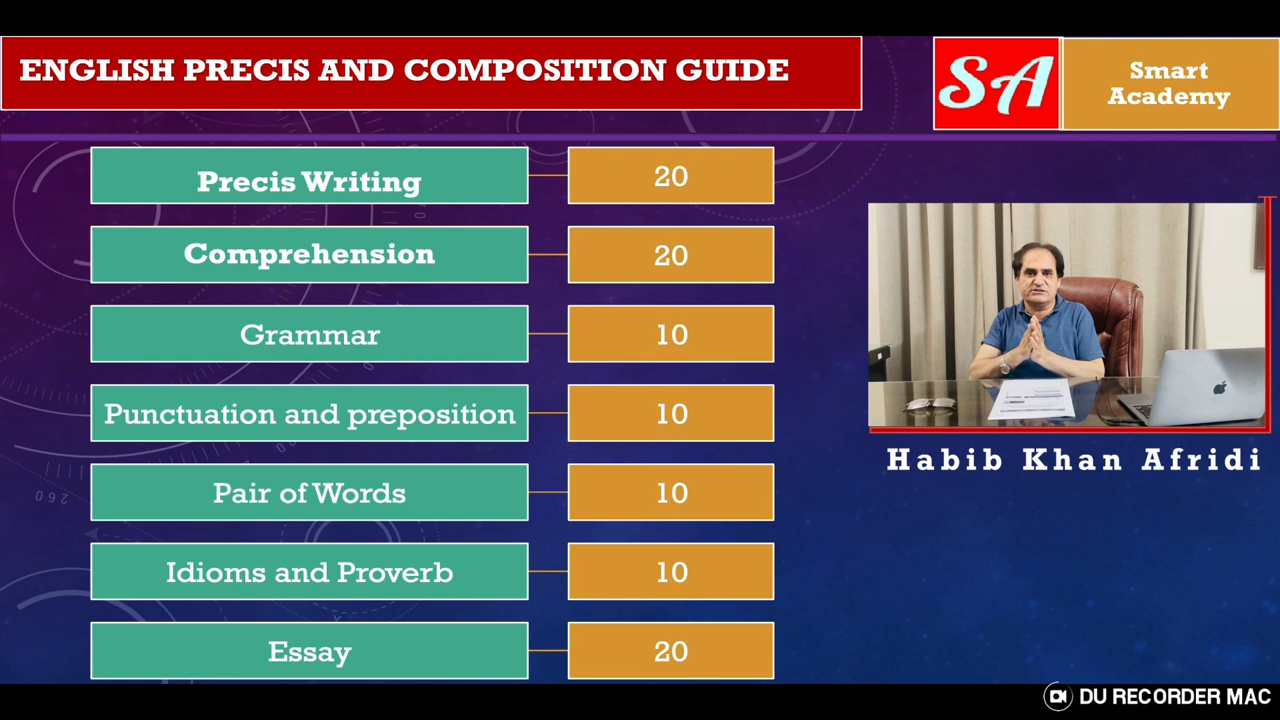 ENGLISH PRECIS AND COMPOSITION GUIDE
SA
Smart
Academy
Precis Writing 20
Comprehension 20
Grammar 10
Punctuation and preposition 10
Pair of Words 10
Idioms and Proverb 10
Essay 20
Habib Khan Afridi
260
DU RECORDER MAC